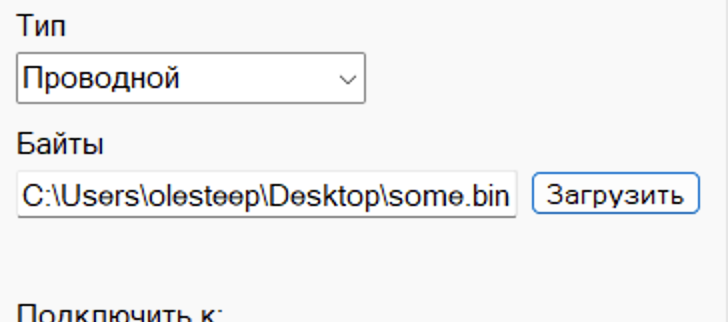 Тип
Проводной
Байты
C:\Users\olesteep\Desktop\some.bin
Загрузить
Подключить к: